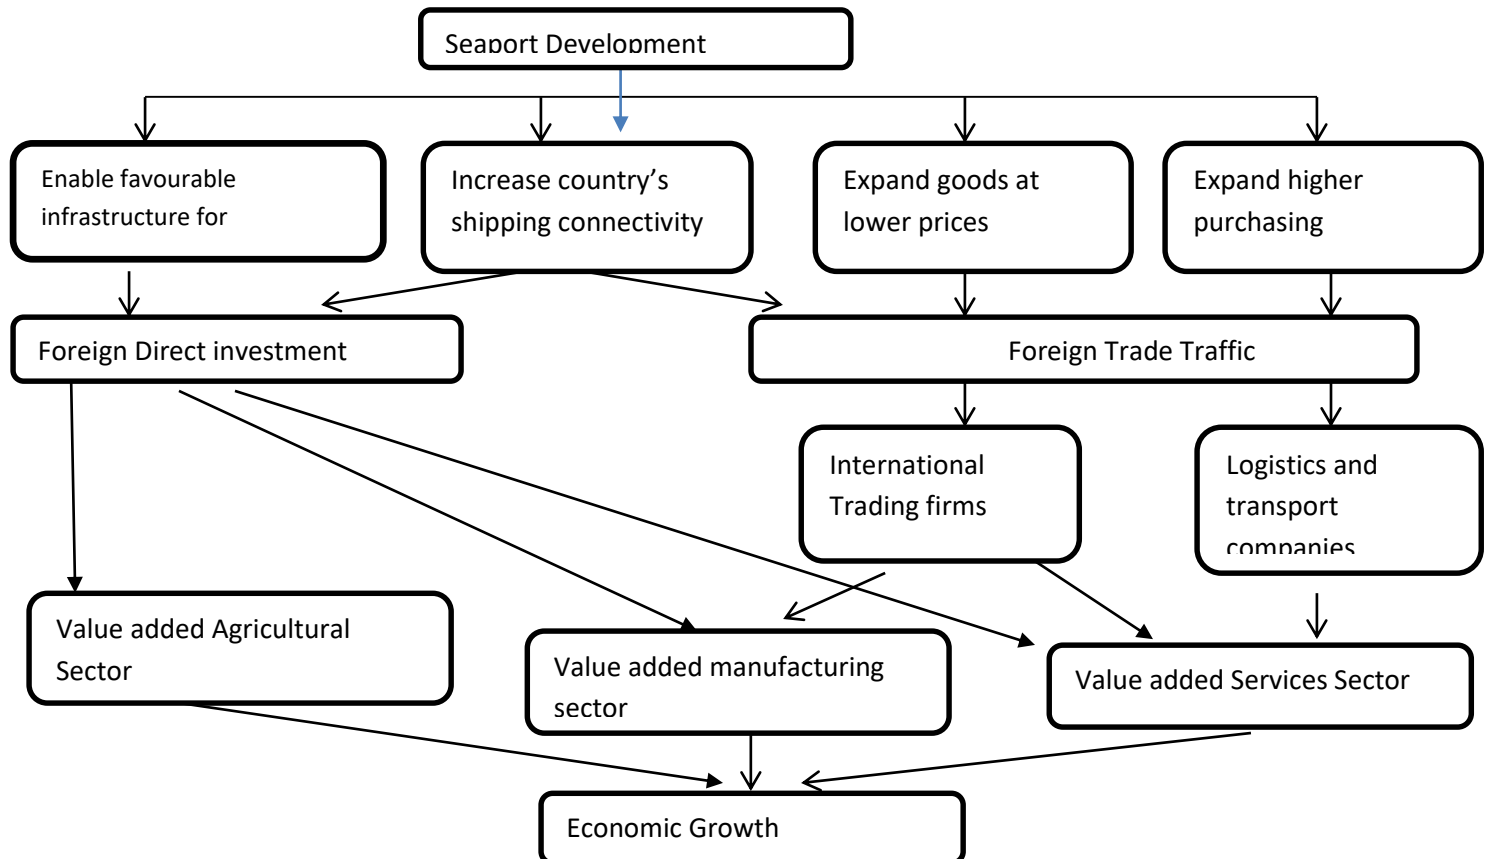 Seaport Development
Enable favourable
infrastructure for
Increase country’s
shipping connectivity
Expand goods at
lower prices
Expand higher
purchasing
Foreign Direct investment
Foreign Trade Traffic
International
Trading firms
Logistics and
transport
companies
Value added Agricultural
Sector
Value added manufacturing
sector
Value added Services Sector
Economic Growth